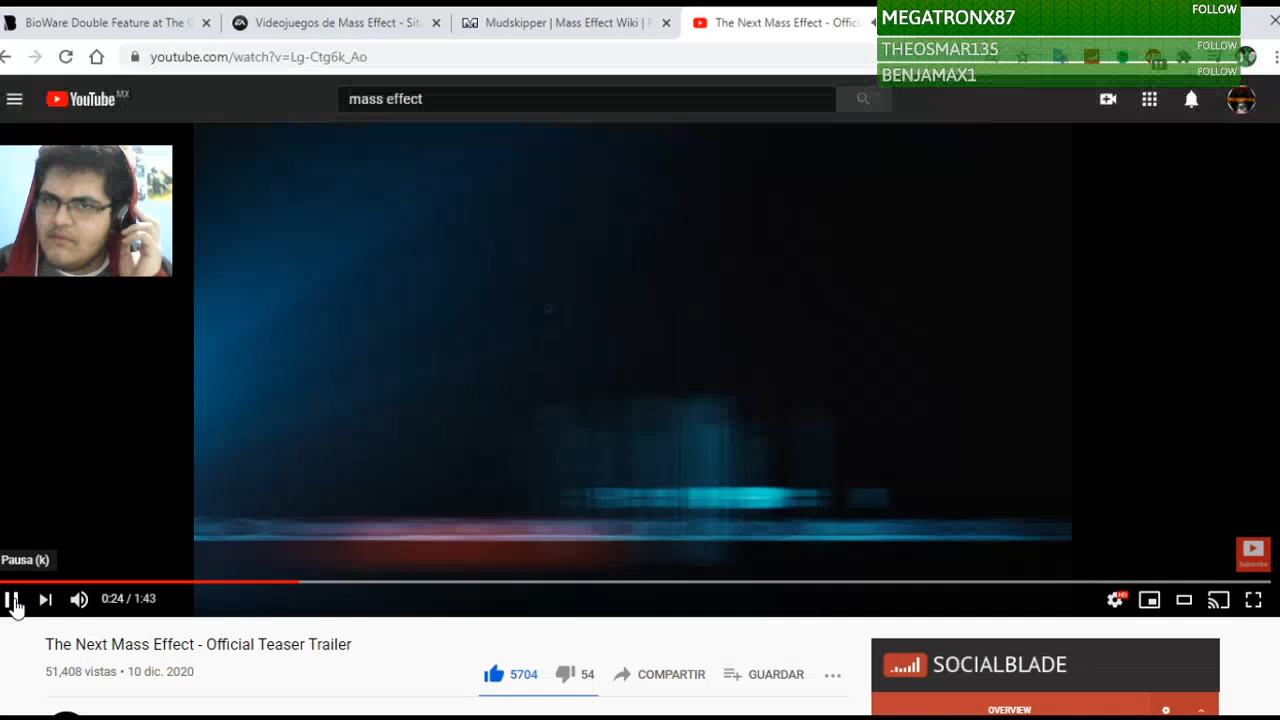 BioWare Double Feature at The G
Videojuegos de Mass Effect - Sit
Mudskipper | Mass Effect Wiki | F
The Next Mass Effect - Offici
MEGATRONX87 FOLLOW
THEOSMAR135 FOLLOW
BENJAMAX1 FOLLOW
youtube.com/watch?v=Lg-Ctg6k_Ao
YouTube MX
mass effect
Pausa (k)
Subscribe
0:24 / 1:43
HD
The Next Mass Effect - Official Teaser Trailer
51,408 vistas • 10 dic. 2020
5704
54
COMPARTIR
GUARDAR
SOCIALBLADE
OVERVIEW